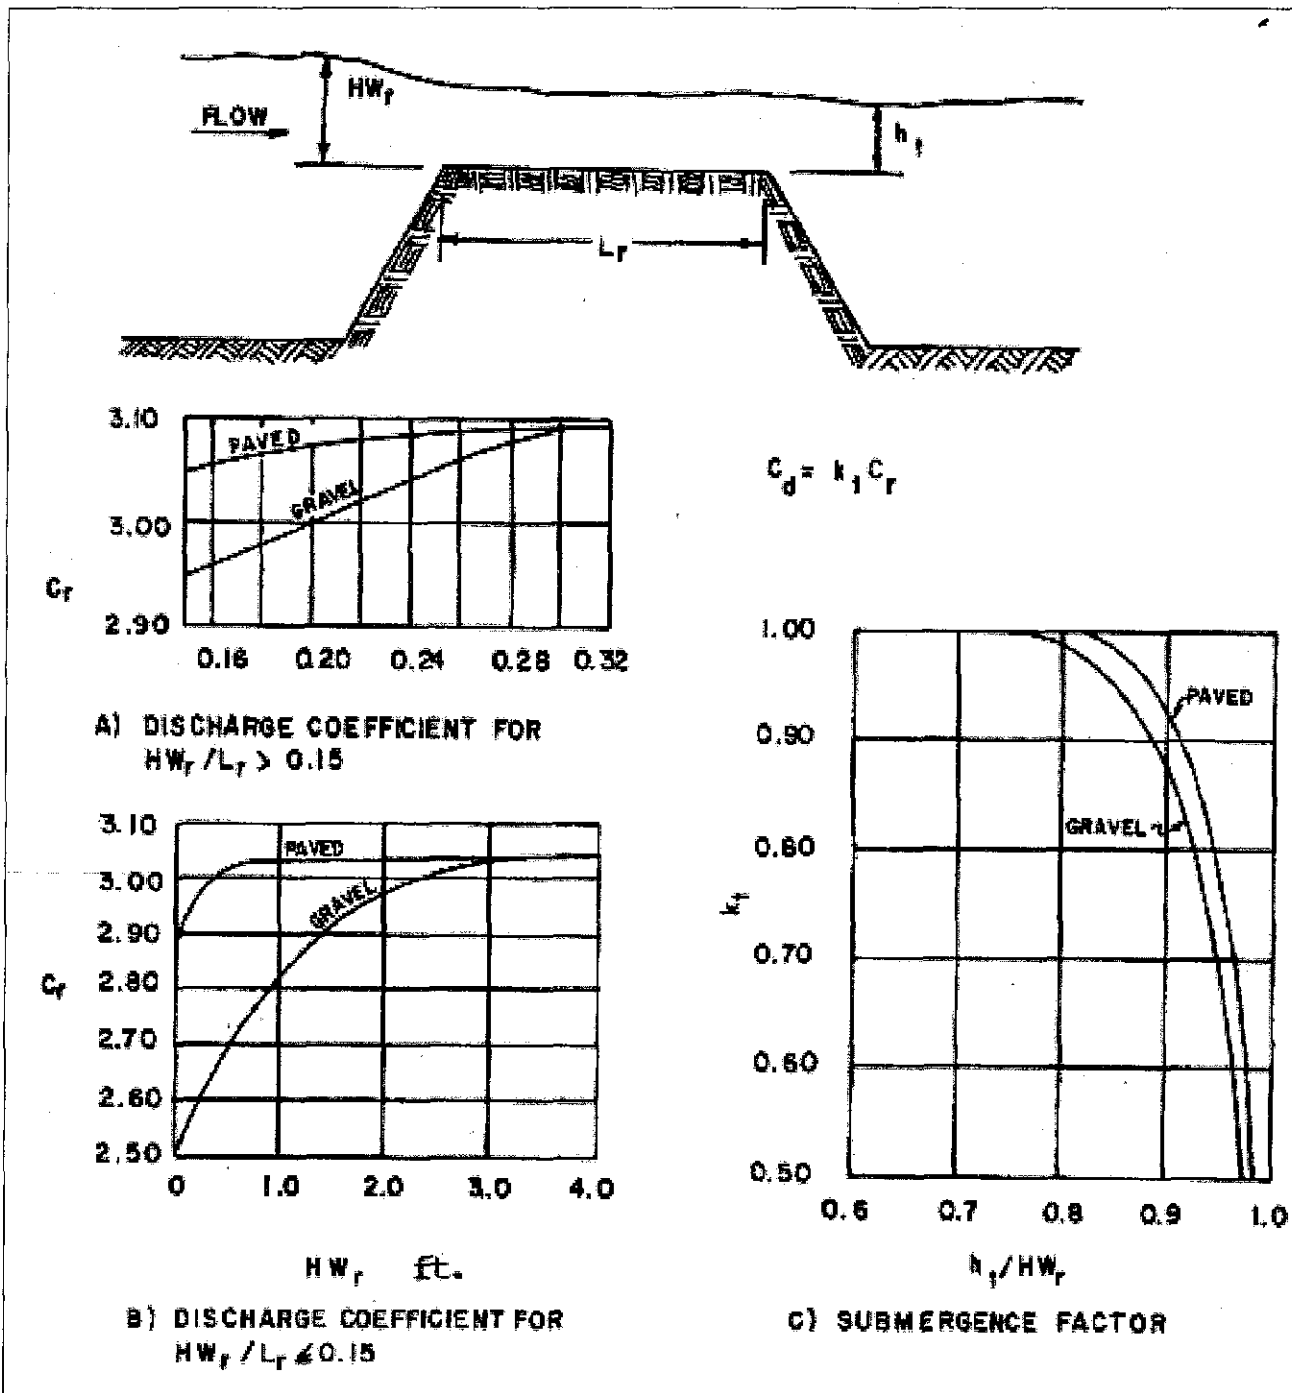 HWr
FLOW
ht
Lr
3.10
PAVED
GRAVEL
3.00
Cr
2.90
0.16 0.20 0.24 0.28 0.32
A) DISCHARGE COEFFICIENT FOR
HWr/Lr > 0.15
Cd = kt Cr
3.10
PAVED
3.00
GRAVEL
2.90
Cr
2.80
2.70
2.60
2.50
0 1.0 2.0 3.0 4.0
HWr ft.
B) DISCHARGE COEFFICIENT FOR
HWr/Lr ≤ 0.15
1.00
PAVED
0.90
GRAVEL
0.80
kt
0.70
0.60
0.50
0.6 0.7 0.8 0.9 1.0
ht/HWr
C) SUBMERGENCE FACTOR